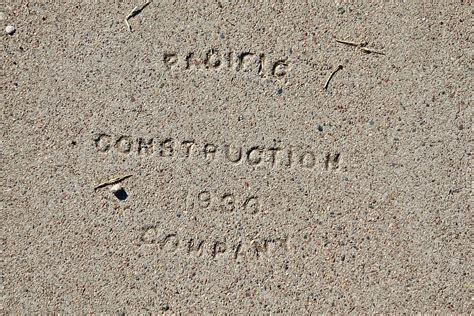 PACIFIC
CONSTRUCTION
1936
COMPANY